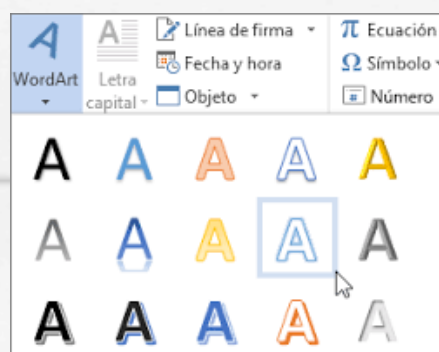 WordArt
Letra
capital
Línea de firma
Fecha y hora
Objeto
π Ecuación
Ω Símbolo
# Número
A A A A A
A A A A A
A A A A A